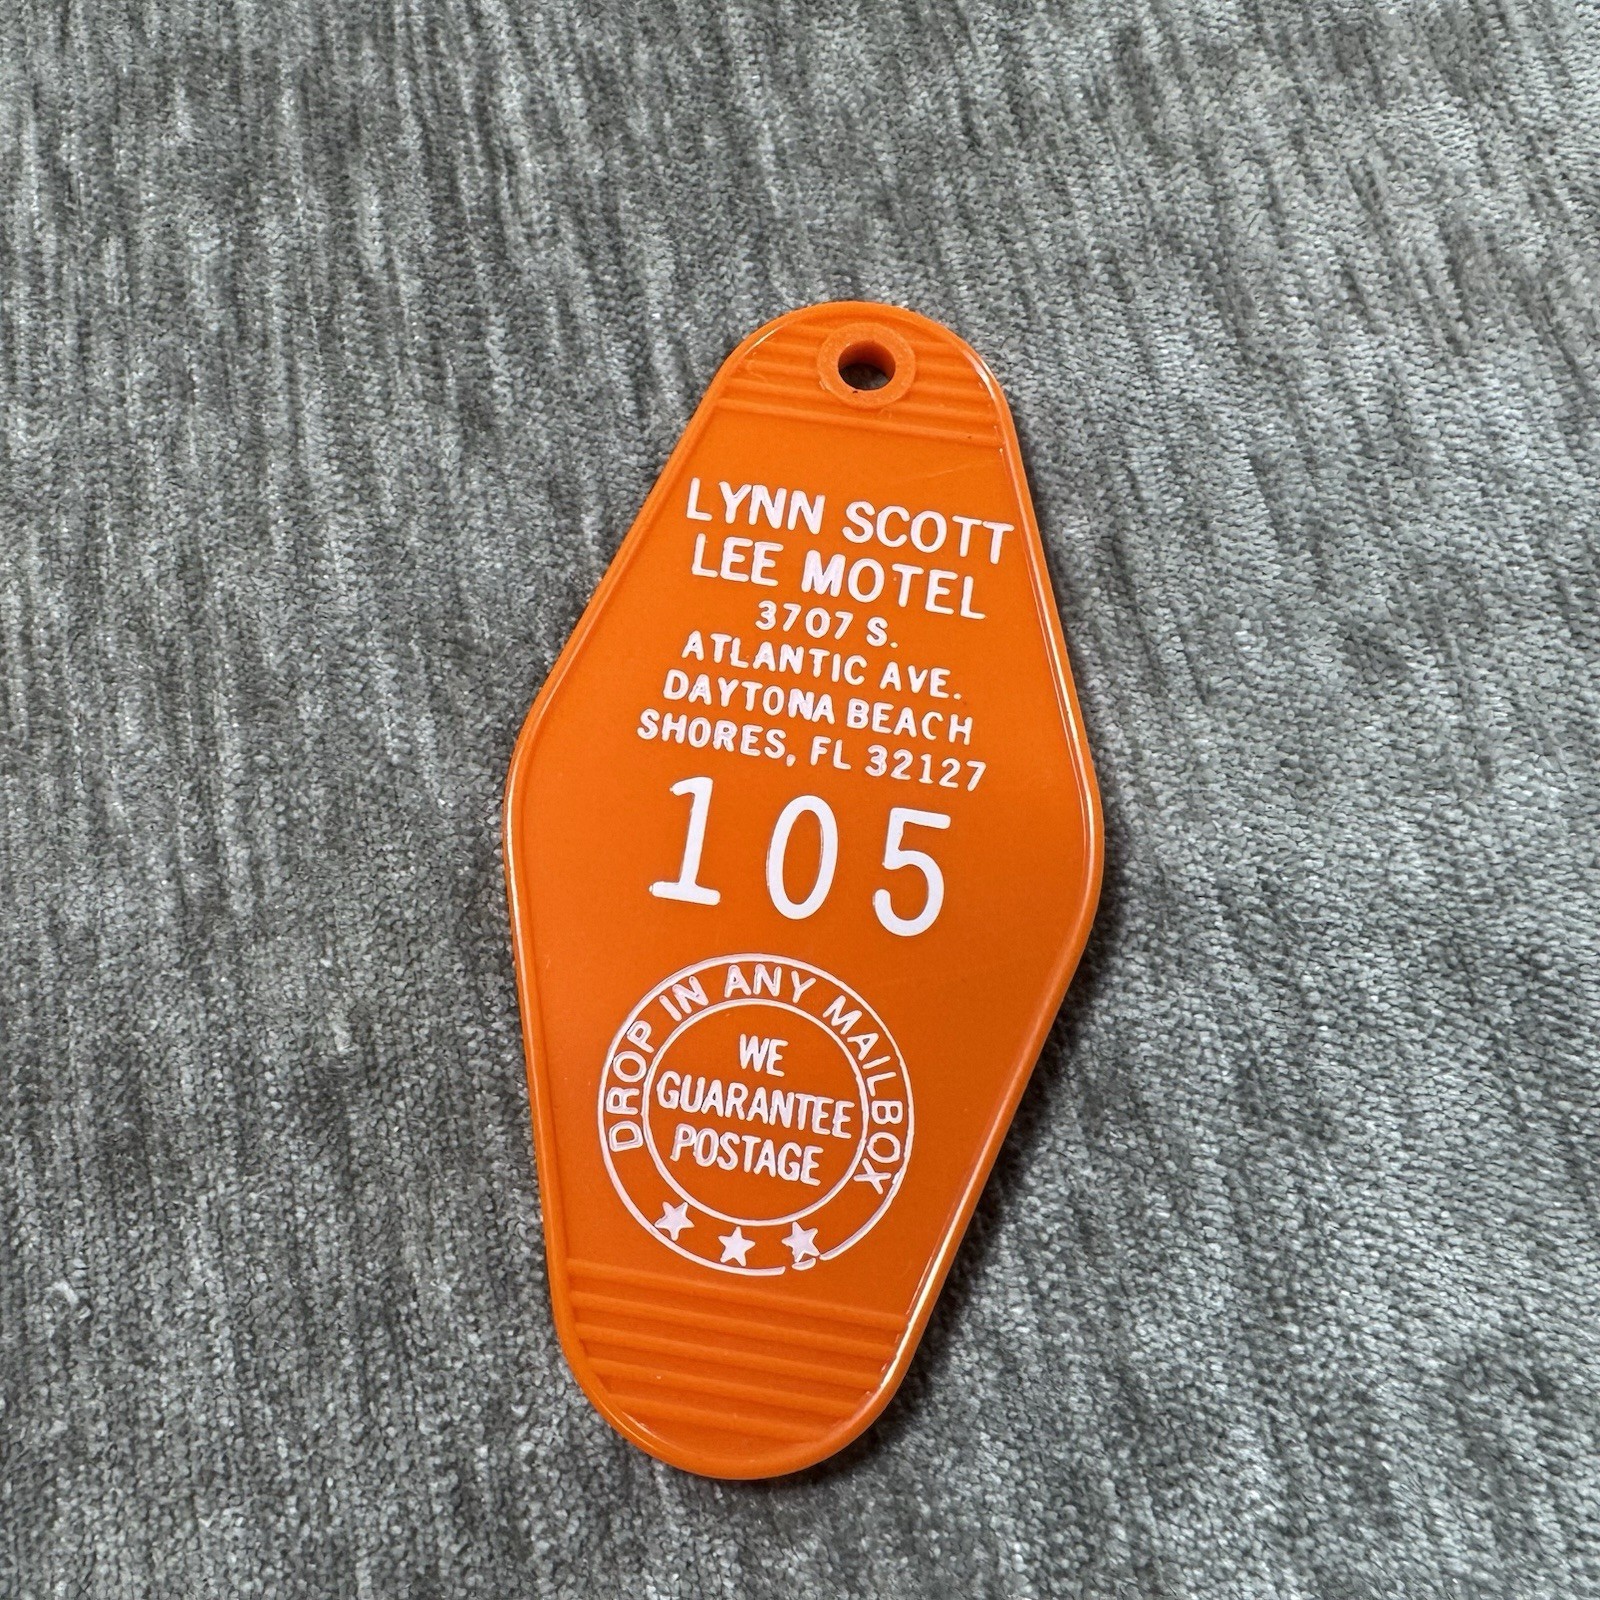 LYNN SCOTT
LEE MOTEL
3707 S.
ATLANTIC AVE.
DAYTONA BEACH
SHORES, FL 32127
105
DROP IN ANY MAILBOX
WE
GUARANTEE
POSTAGE